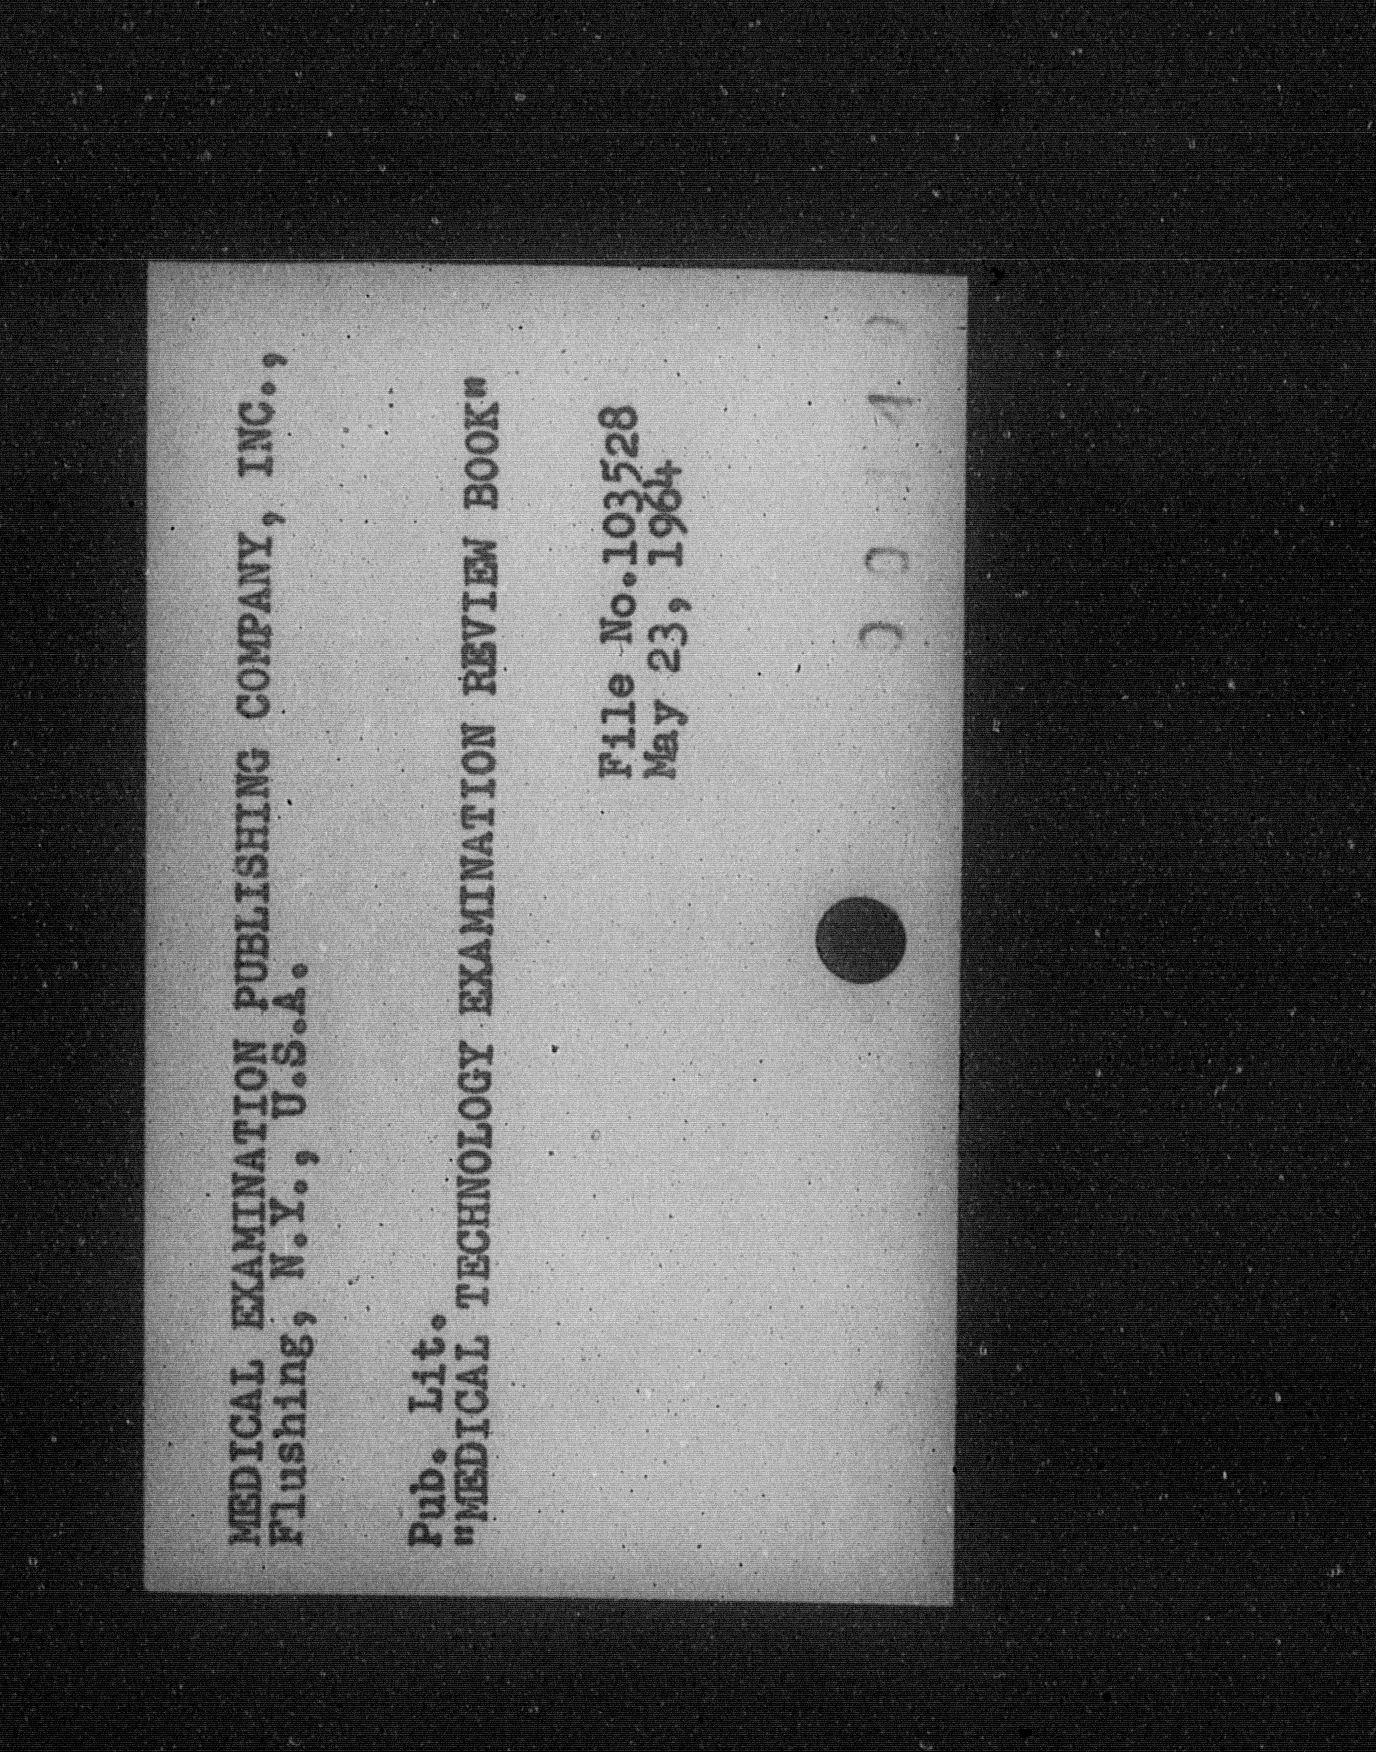 MEDICAL EXAMINATION PUBLISHING COMPANY, INC.,
Flushing, N.Y., U.S.A.
Pub. Lit.
"MEDICAL TECHNOLOGY EXAMINATION REVIEW BOOK"
File No.103528
May 23, 1964